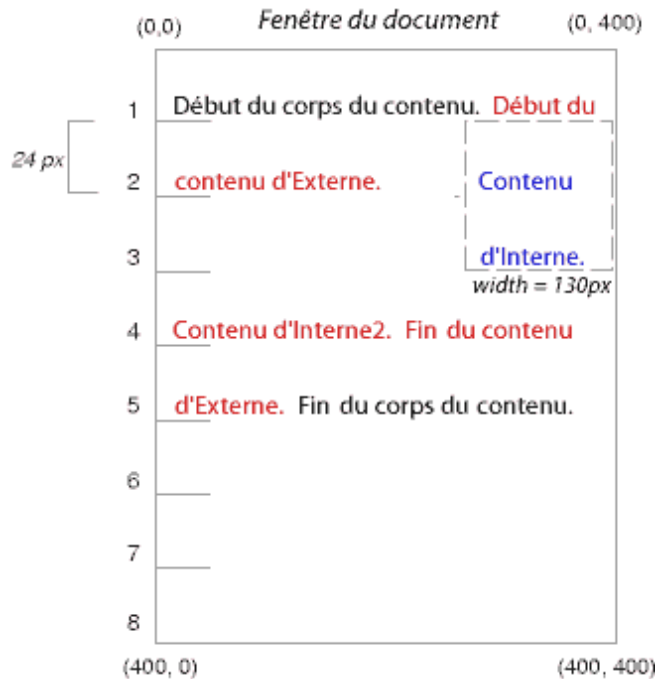 Fenêtre du document
(0,0) (0, 400)
1 Début du corps du contenu. Début du
24 px
2 contenu d'Externe. Contenu
3 d'Interne.
width = 130px
4 Contenu d'Interne2. Fin du contenu
5 d'Externe. Fin du corps du contenu.
6
7
8
(400, 0) (400, 400)